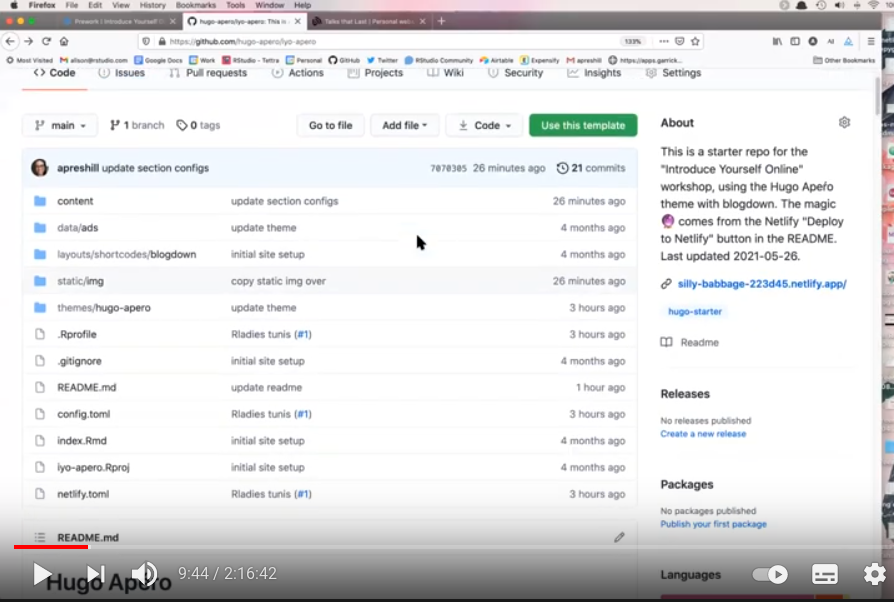 Firefox File Edit View History Bookmarks Tools Window Help
Prework | Introduce Yourself
hugo-apero/iyo-apero: This is
Talks that Last | Personal
https://github.com/hugo-apero/iyo-apero
133%
Most Visited alison@rstudio.com Google Docs Work RStudio - Tettra Personal GitHub Twitter RStudio Community Airtable Expensify apreshill https://apps.garrick... Other Bookmarks
Code Issues Pull requests Actions Projects Wiki Security Insights Settings
main 1 branch 0 tags Go to file Add file Code Use this template
apreshill update section configs 7070305 26 minutes ago 21 commits
content update section configs 26 minutes ago
data/ads update theme 4 months ago
layouts/shortcodes/blogdown initial site setup 4 months ago
static/img copy static img over 26 minutes ago
themes/hugo-apero update theme 3 hours ago
.Rprofile Rladies tunis (#1) 3 hours ago
.gitignore initial site setup 4 months ago
README.md update readme 1 hour ago
config.toml Rladies tunis (#1) 3 hours ago
index.Rmd initial site setup 4 months ago
iyo-apero.Rproj initial site setup 4 months ago
netlify.toml Rladies tunis (#1) 3 hours ago
README.md
Hugo Apéro
9:44 / 2:16:42
About
This is a starter repo for the
"Introduce Yourself Online"
workshop, using the Hugo Apéro
theme with blogdown. The magic
🔮 comes from the Netlify "Deploy
to Netlify" button in the README.
Last updated 2021-05-26.
silly-babbage-223d45.netlify.app/
hugo-starter
Readme
Releases
No releases published
Create a new release
Packages
No packages published
Publish your first package
Languages